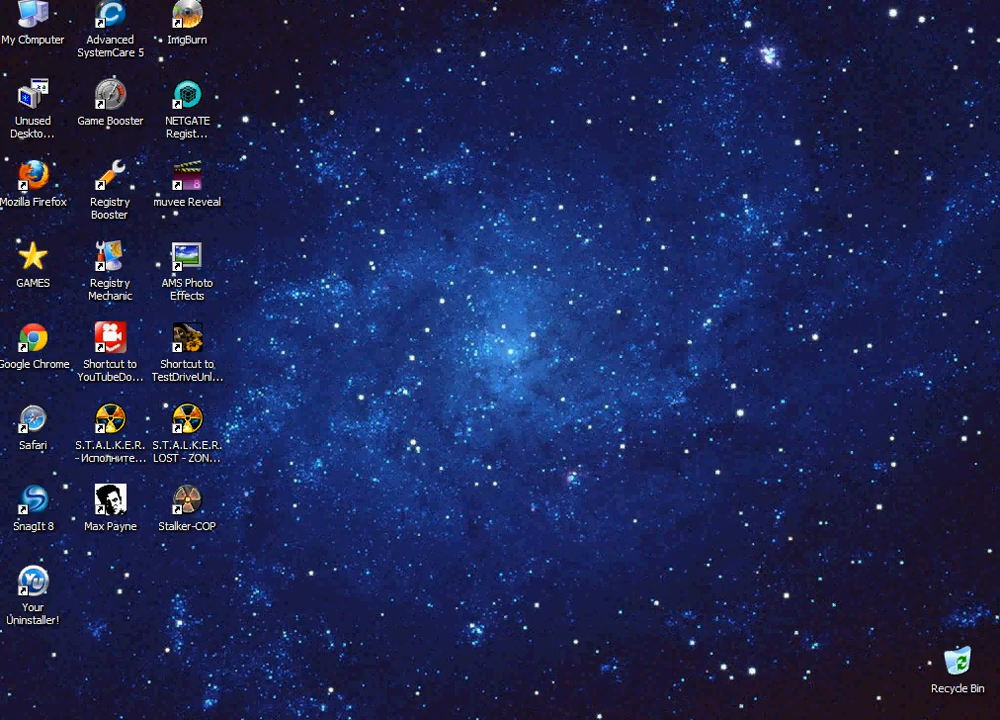 My Computer
Advanced
SystemCare 5
ImgBurn
Unused
Deskto...
Game Booster
NETGATE
Regist...
Mozilla Firefox
Registry
Booster
muvee Reveal
GAMES
Registry
Mechanic
AMS Photo
Effects
Google Chrome
Shortcut to
YouTubeDo...
Shortcut to
TestDriveUnl...
Safari
S.T.A.L.K.E.R.
- Исполните...
S.T.A.L.K.E.R.
LOST - ZON...
SnagIt 8
Max Payne
Stalker-COP
Your
Uninstaller!
Recycle Bin